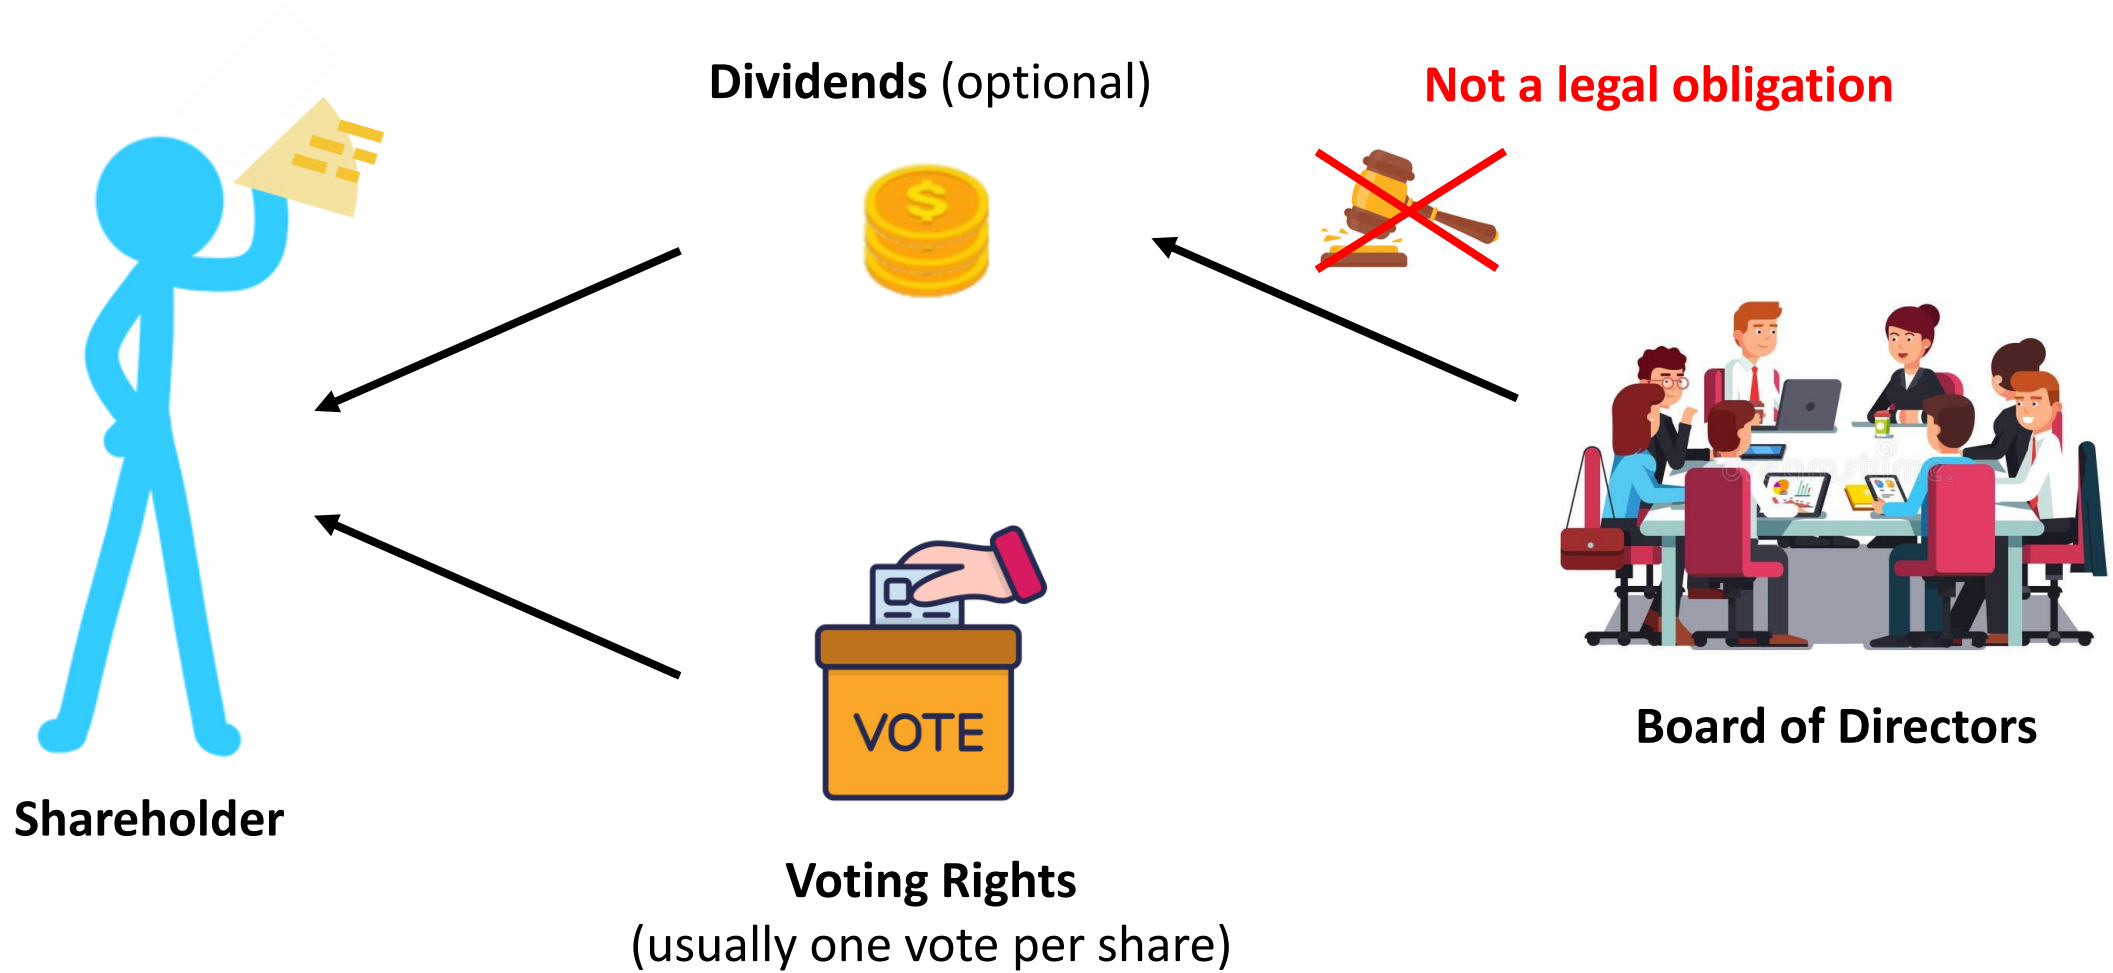 Dividends (optional)
Not a legal obligation
$
VOTE
Board of Directors
Shareholder
Voting Rights
(usually one vote per share)